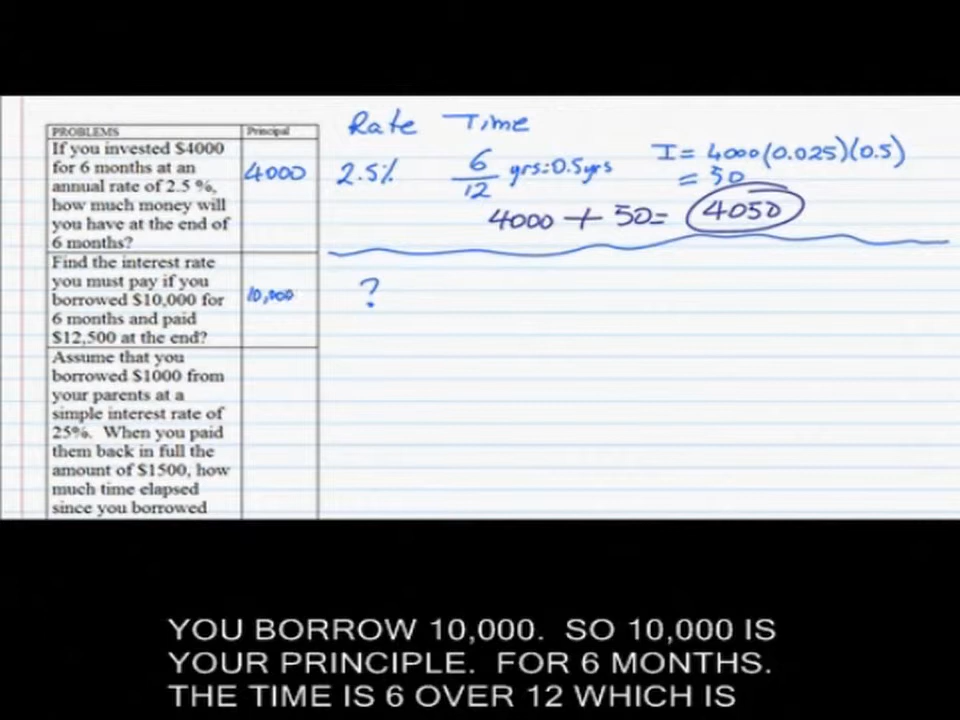 Rate Time
PROBLEMS Principal
If you invested $4000
for 6 months at an
annual rate of 2.5 %,
how much money will
you have at the end of
6 months?
4000
2.5%
6/12 yrs=0.5yrs
I = 4000(0.025)(0.5)
= 50
4000 + 50= 4050
Find the interest rate
you must pay if you
borrowed $10,000 for
6 months and paid
$12,500 at the end?
10,000
?
Assume that you
borrowed $1000 from
your parents at a
simple interest rate of
25%. When you paid
them back in full the
amount of $1500, how
much time elapsed
since you borrowed
YOU BORROW 10,000. SO 10,000 IS
YOUR PRINCIPLE. FOR 6 MONTHS.
THE TIME IS 6 OVER 12 WHICH IS